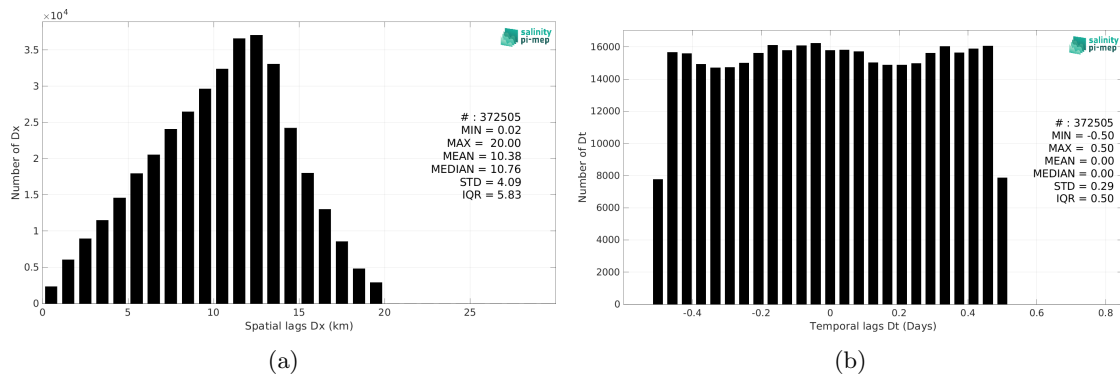 ×10⁴
3.5
3
2.5
2
1.5
1
0.5
0
0
5
10
15
20
25
Number of Dx
Spatial lags Dx (km)
salinity
pi-mep
# : 372505
MIN = 0.02
MAX = 20.00
MEAN = 10.38
MEDIAN = 10.76
STD = 4.09
IQR = 5.83
(a)
16000
14000
12000
10000
8000
6000
4000
2000
0
-0.4
-0.2
0
0.2
0.4
0.6
0.8
Number of Dt
Temporal lags Dt (Days)
salinity
pi-mep
# : 372505
MIN = -0.50
MAX = 0.50
MEAN = 0.00
MEDIAN = 0.00
STD = 0.29
IQR = 0.50
(b)